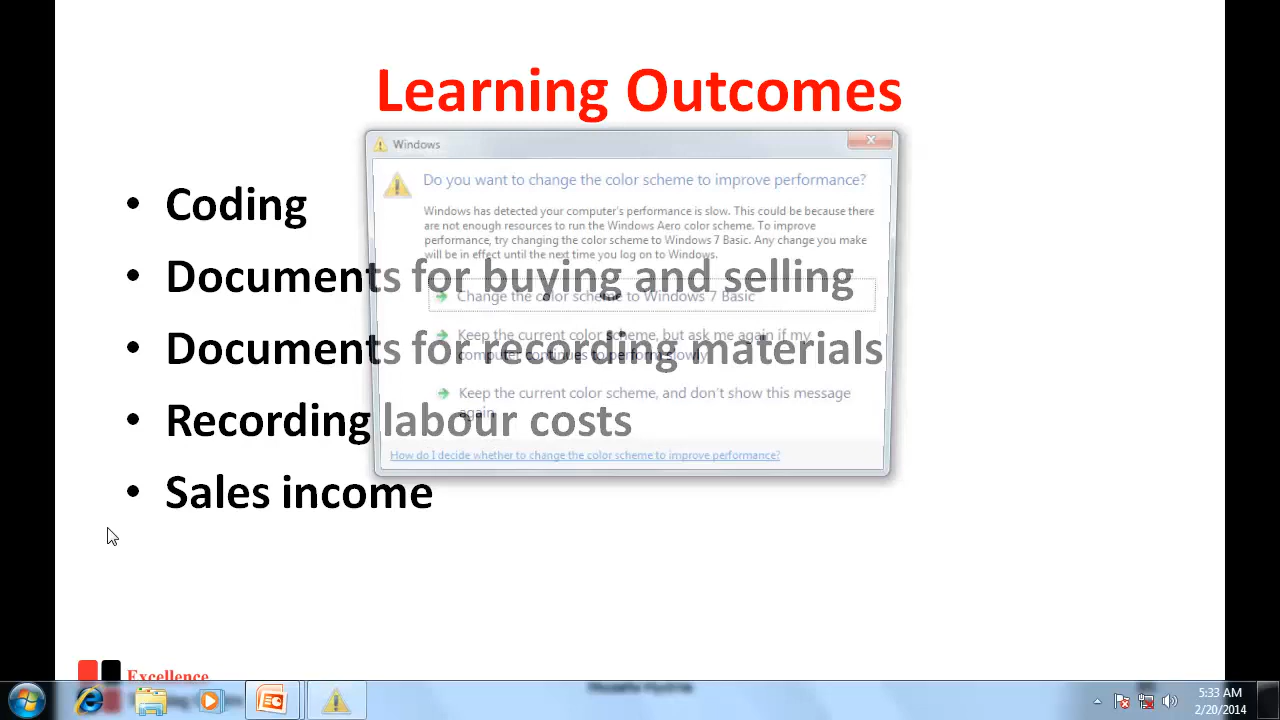 Learning Outcomes
Windows
Do you want to change the color scheme to improve performance?
• Coding
Windows has detected your computer's performance is slow. This could be because there
are not enough resources to run the Windows Aero color scheme. To improve
performance, try changing the color scheme to Windows 7 Basic. Any change you make
will be in effect until the next time you log on to Windows.
• Documents for buying and selling
Change the color scheme to Windows 7 Basic
Keep the current color scheme, but ask me again if my
computer continues to perform slowly
• Documents for recording materials
Keep the current color scheme, and don't show this message
again
• Recording labour costs
How do I decide whether to change the color scheme to improve performance?
• Sales income
Excellence
5:33 AM
2/20/2014